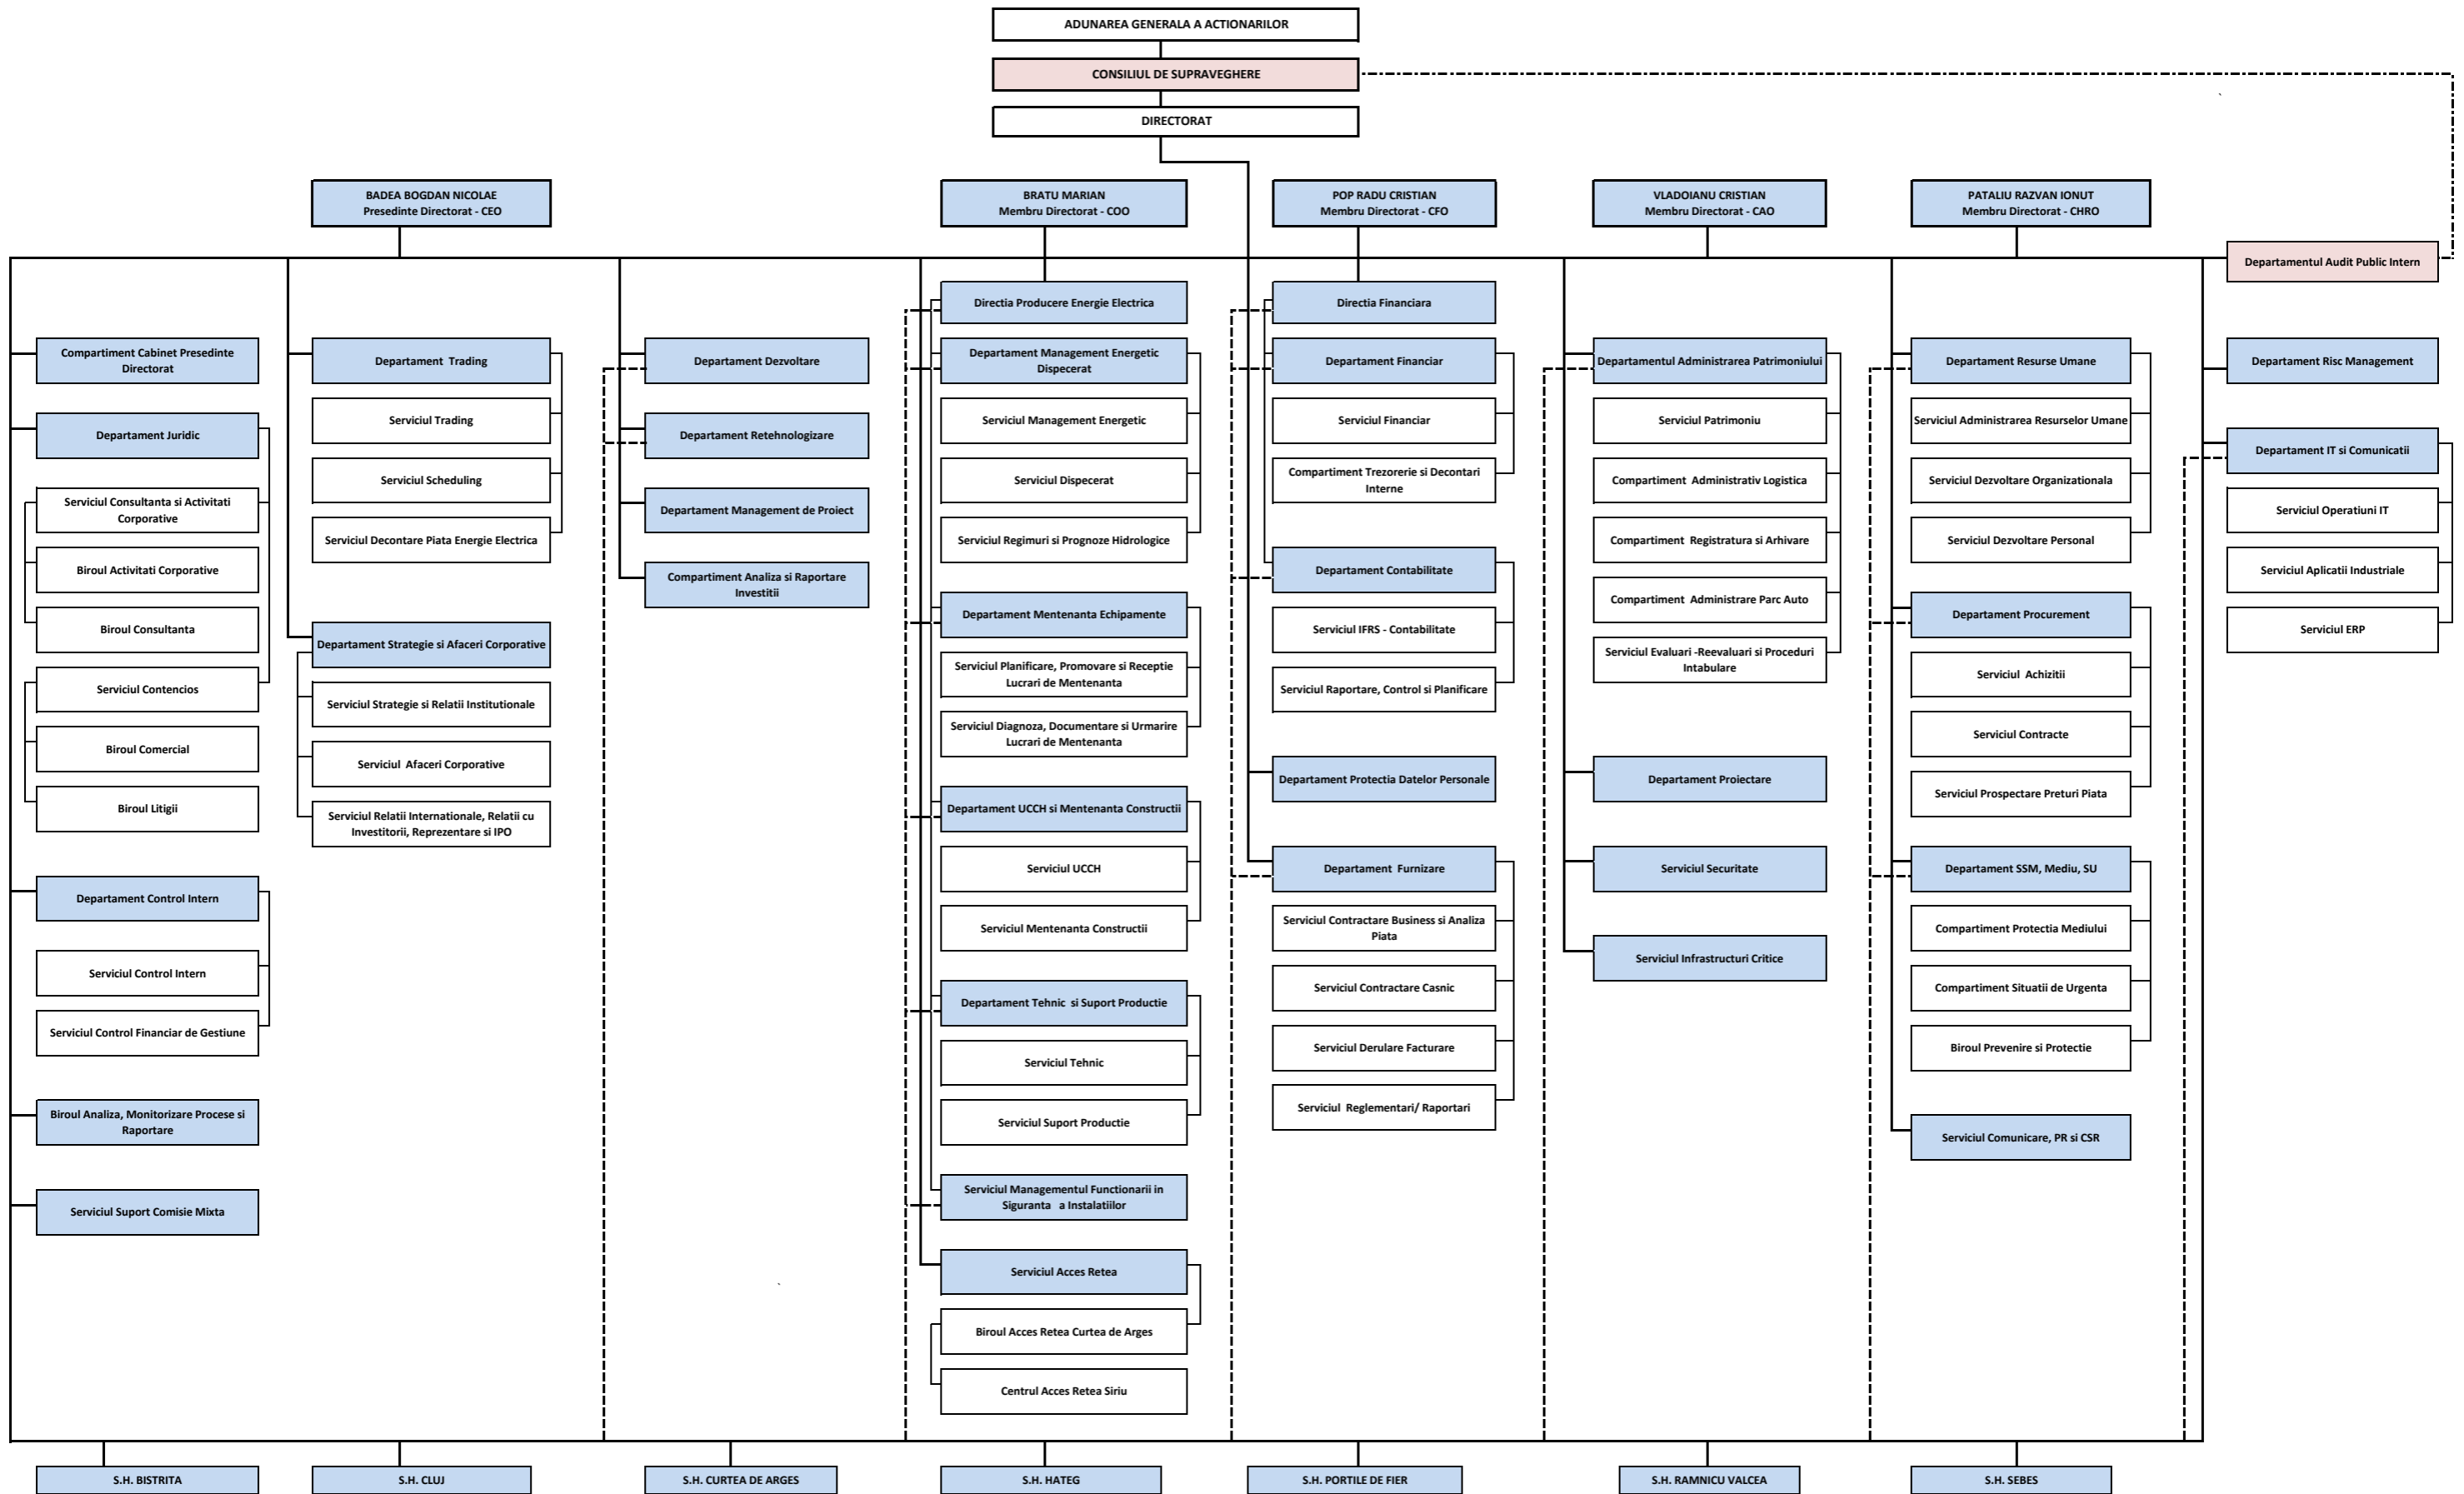 ADUNAREA GENERALA A ACTIONARILOR
CONSILIUL DE SUPRAVEGHERE
DIRECTORAT
BADEA BOGDAN NICOLAE
Presedinte Directorat - CEO
BRATU MARIAN
Membru Directorat - COO
POP RADU CRISTIAN
Membru Directorat - CFO
VLADOIANU CRISTIAN
Membru Directorat - CAO
PATALIU RAZVAN IONUT
Membru Directorat - CHRO
Departamentul Audit Public Intern
Compartiment Cabinet Presedinte
Directorat
Departament Juridic
Serviciul Consultanta si Activitati
Corporative
Biroul Activitati Corporative
Biroul Consultanta
Serviciul Contencios
Biroul Comercial
Biroul Litigii
Departament Control Intern
Serviciul Control Intern
Serviciul Control Financiar de Gestiune
Biroul Analiza, Monitorizare Procese si
Raportare
Serviciul Suport Comisie Mixta
Departament Trading
Serviciul Trading
Serviciul Scheduling
Serviciul Decontare Piata Energie Electrica
Departament Strategie si Afaceri Corporative
Serviciul Strategie si Relatii Institutionale
Serviciul Afaceri Corporative
Serviciul Relatii Internationale, Relatii cu
Investitorii, Reprezentare si IPO
Departament Dezvoltare
Departament Retehnologizare
Departament Management de Proiect
Compartiment Analiza si Raportare
Investitii
Directia Producere Energie Electrica
Departament Management Energetic
Dispecerat
Serviciul Management Energetic
Serviciul Dispecerat
Serviciul Regimuri si Prognoze Hidrologice
Departament Mentenanta Echipamente
Serviciul Planificare, Promovare si Receptie
Lucrari de Mentenanta
Serviciul Diagnoza, Documentare si Urmarire
Lucrari de Mentenanta
Departament UCCH si Mentenanta Constructii
Serviciul UCCH
Serviciul Mentenanta Constructii
Departament Tehnic si Suport Productie
Serviciul Tehnic
Serviciul Suport Productie
Serviciul Managementul Functionarii in
Siguranta a Instalatiilor
Serviciul Acces Retea
Biroul Acces Retea Curtea de Arges
Centrul Acces Retea Siriu
Directia Financiara
Departament Financiar
Serviciul Financiar
Compartiment Trezorerie si Decontari
Interne
Departament Contabilitate
Serviciul IFRS - Contabilitate
Serviciul Raportare, Control si Planificare
Departament Protectia Datelor Personale
Departament Furnizare
Serviciul Contractare Business si Analiza
Piata
Serviciul Contractare Casnic
Serviciul Derulare Facturare
Serviciul Reglementari/ Raportari
Departamentul Administrarea Patrimoniului
Serviciul Patrimoniu
Compartiment Administrativ Logistica
Compartiment Registratura si Arhivare
Compartiment Administrare Parc Auto
Serviciul Evaluari -Reevaluari si Proceduri
Intabulare
Departament Proiectare
Serviciul Securitate
Serviciul Infrastructuri Critice
Departament Resurse Umane
Serviciul Administrarea Resurselor Umane
Serviciul Dezvoltare Organizationala
Serviciul Dezvoltare Personal
Departament Procurement
Serviciul Achizitii
Serviciul Contracte
Serviciul Prospectare Preturi Piata
Departament SSM, Mediu, SU
Compartiment Protectia Mediului
Compartiment Situatii de Urgenta
Biroul Prevenire si Protectie
Serviciul Comunicare, PR si CSR
Departament Risc Management
Departament IT si Comunicatii
Serviciul Operatiuni IT
Serviciul Aplicatii Industriale
Serviciul ERP
S.H. BISTRITA
S.H. CLUJ
S.H. CURTEA DE ARGES
S.H. HATEG
S.H. PORTILE DE FIER
S.H. RAMNICU VALCEA
S.H. SEBES